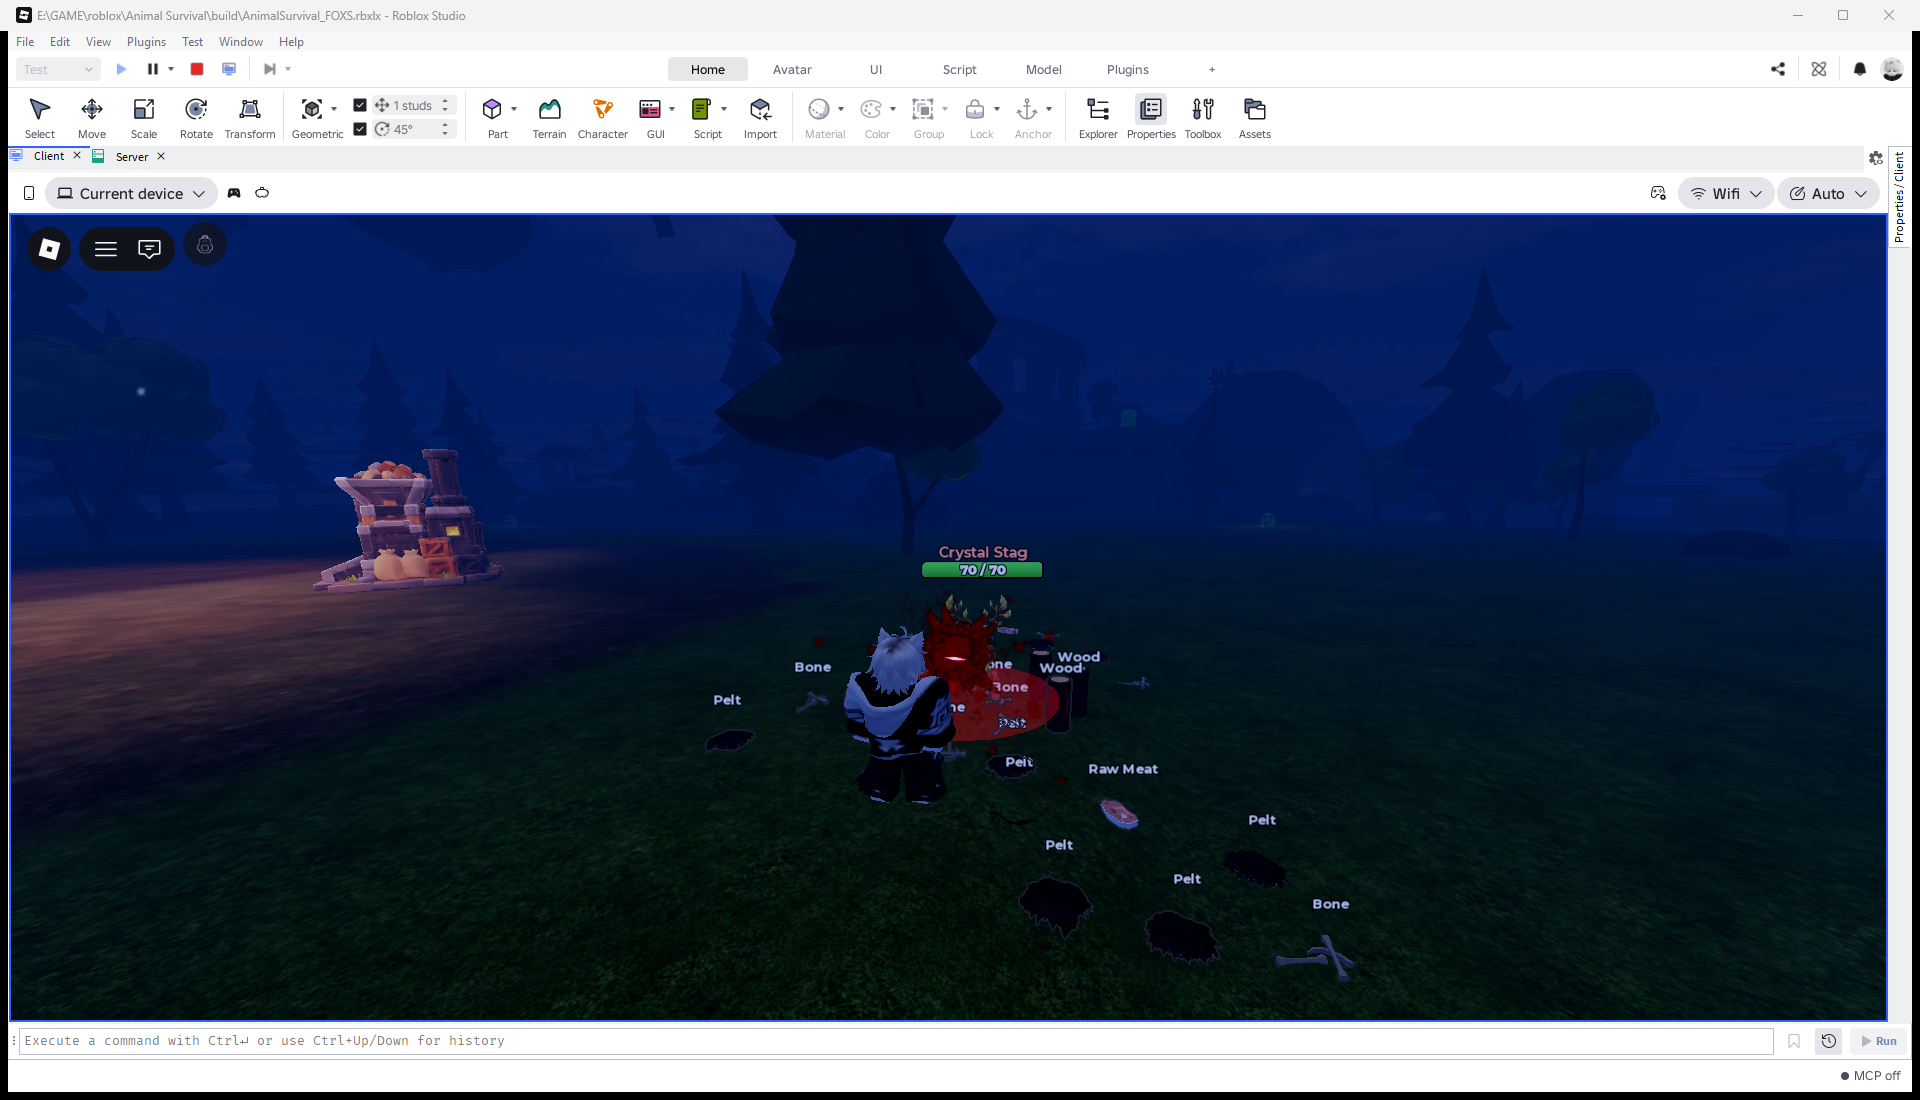 E:\GAME\roblox\Animal Survival\build\AnimalSurvival_FOXS.rbxlx - Roblox Studio
File Edit View Plugins Test Window Help
Test
Home Avatar UI Script Model Plugins +
1 studs
45°
Select Move Scale Rotate Transform Geometric Part Terrain Character GUI Script Import Material Color Group Lock Anchor Explorer Properties Toolbox Assets
Client Server
Properties / Client
Current device
Wifi Auto
Crystal Stag
70 / 70
Wood
Wood
Bone
Bone
Pelt
Pelt
Pelt
Raw Meat
Pelt
Pelt
Pelt
Bone
Execute a command with Ctrl↵ or use Ctrl+Up/Down for history
Run
MCP off